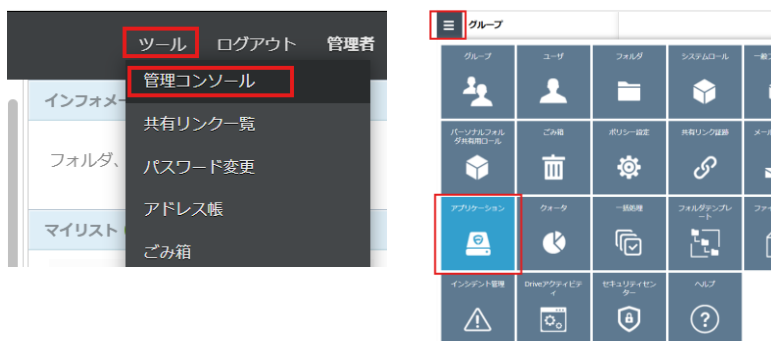 ツール ログアウト 管理者
管理コンソール
インフォメー
共有リンク一覧
フォルダ、
パスワード変更
アドレス帳
マイリスト
ごみ箱
グループ
グループ ユーザ フォルダ システムロール
パーソナルフォル
ダ共有用ロール
ごみ箱 ポリシー設定 共有リンク証跡 メール
アプリケーション クォータ 一括処理
フォルダテンプレ
ート
ファイ
インシデント管理
Driveアクティビテ
ィ
セキュリティセン
ター
ヘルプ